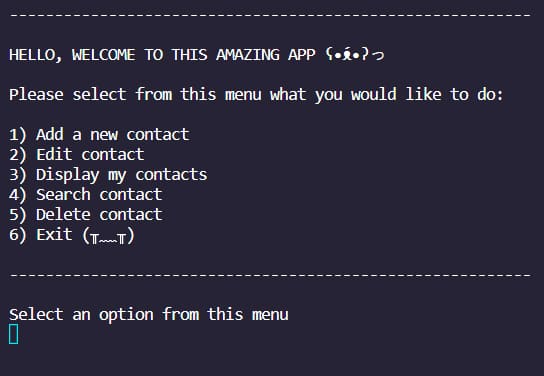 ----------------------------------------------------------
HELLO, WELCOME TO THIS AMAZING APP ʕ•ᴥ•ʔっ
Please select from this menu what you would like to do:
1) Add a new contact
2) Edit contact
3) Display my contacts
4) Search contact
5) Delete contact
6) Exit (╥﹏╥)
----------------------------------------------------------
Select an option from this menu